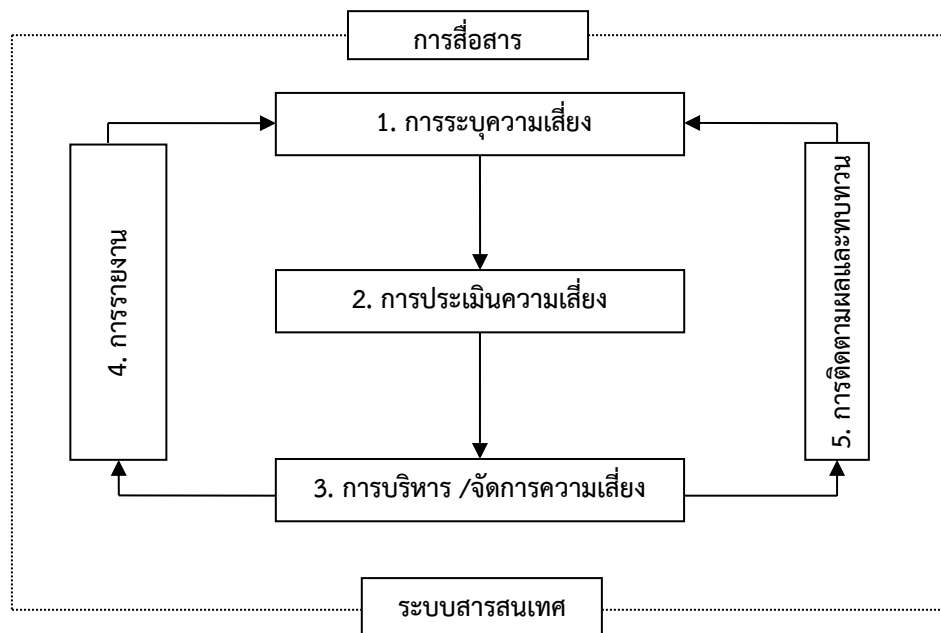 การสื่อสาร
1. การระบุความเสี่ยง
4. การรายงาน
5. การติดตามผลและทบทวน
2. การประเมินความเสี่ยง
3. การบริหาร /จัดการความเสี่ยง
ระบบสารสนเทศ